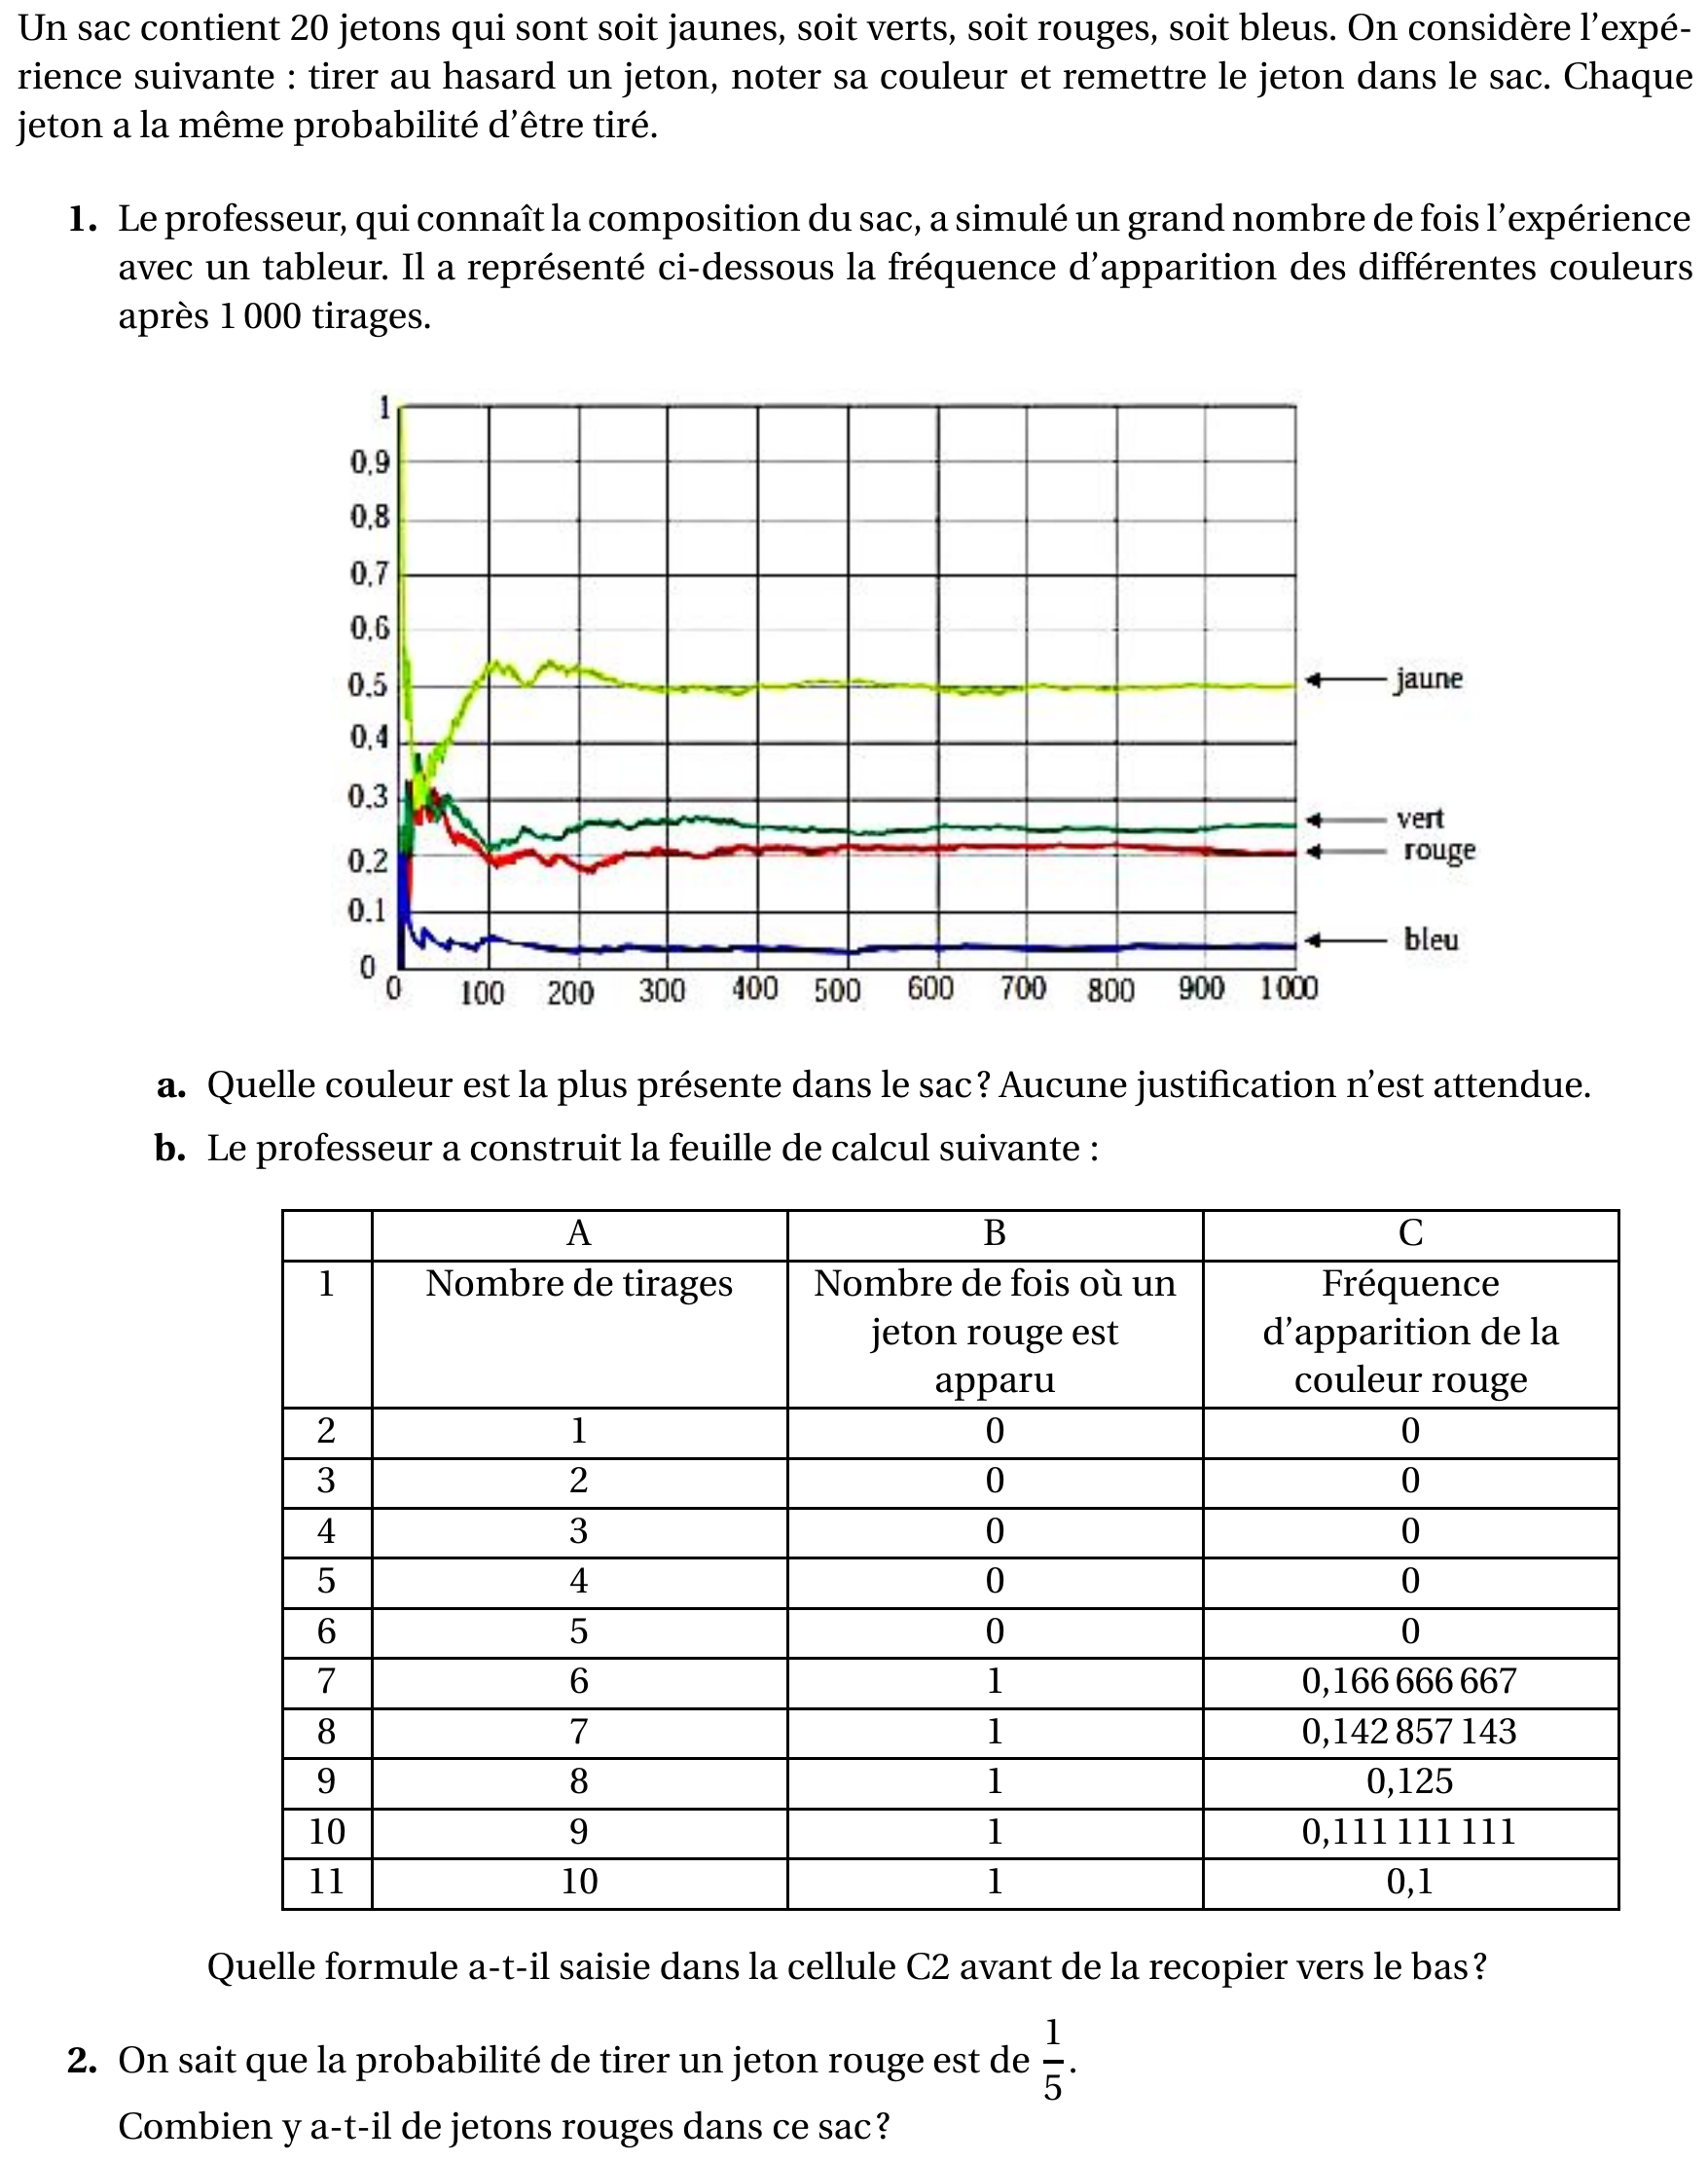 Un sac contient 20 jetons qui sont soit jaunes, soit verts, soit rouges, soit bleus. On considère l'expé-
rience suivante : tirer au hasard un jeton, noter sa couleur et remettre le jeton dans le sac. Chaque
jeton a la même probabilité d'être tiré.
1. Le professeur, qui connaît la composition du sac, a simulé un grand nombre de fois l'expérience
avec un tableur. Il a représenté ci-dessous la fréquence d'apparition des différentes couleurs
après 1 000 tirages.
1
0,9
0,8
0,7
0,6
0,5
jaune
0,4
0,3
vert
0,2
rouge
0,1
bleu
0
0 100 200 300 400 500 600 700 800 900 1000
a. Quelle couleur est la plus présente dans le sac ? Aucune justification n'est attendue.
b. Le professeur a construit la feuille de calcul suivante :
A B C
1 Nombre de tirages Nombre de fois où un Fréquence
jeton rouge est d'apparition de la
apparu couleur rouge
2 1 0 0
3 2 0 0
4 3 0 0
5 4 0 0
6 5 0 0
7 6 1 0,166 666 667
8 7 1 0,142 857 143
9 8 1 0,125
10 9 1 0,111 111 111
11 10 1 0,1
Quelle formule a-t-il saisie dans la cellule C2 avant de la recopier vers le bas ?
2. On sait que la probabilité de tirer un jeton rouge est de 1/5.
Combien y a-t-il de jetons rouges dans ce sac ?